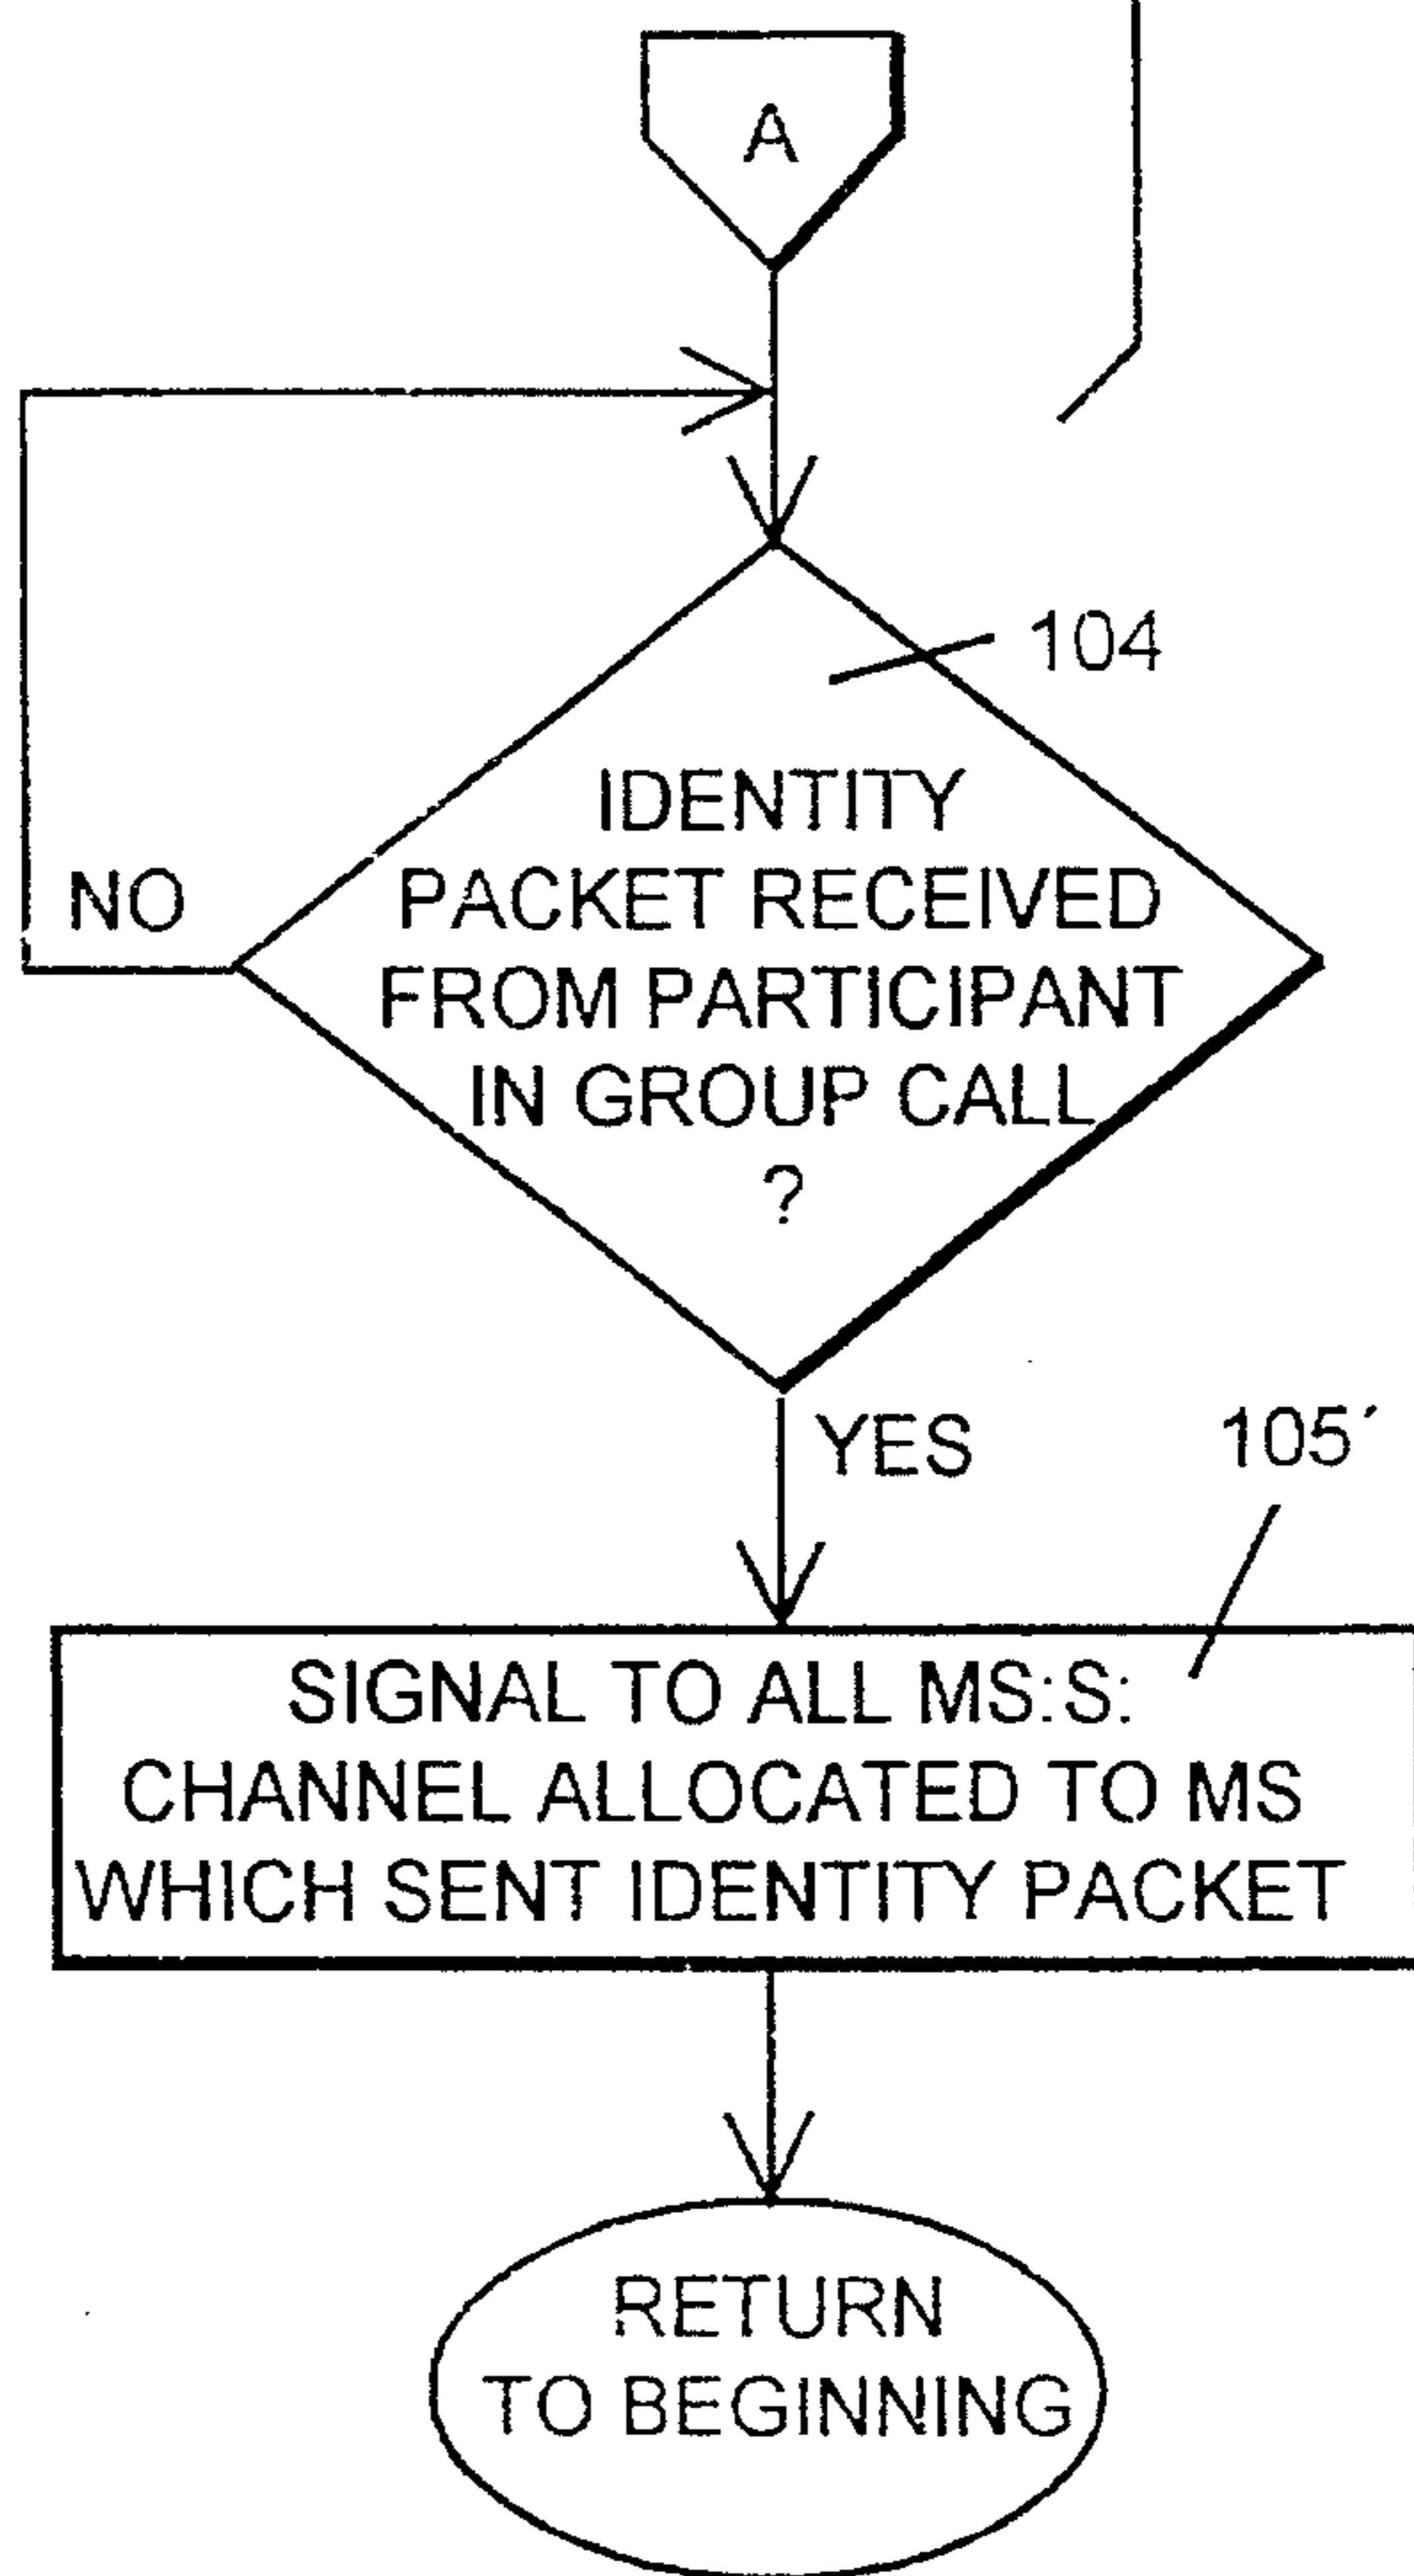 A
104
IDENTITY
PACKET RECEIVED
FROM PARTICIPANT
IN GROUP CALL
?
NO
YES
105´
SIGNAL TO ALL MS:S:
CHANNEL ALLOCATED TO MS
WHICH SENT IDENTITY PACKET
RETURN
TO BEGINNING